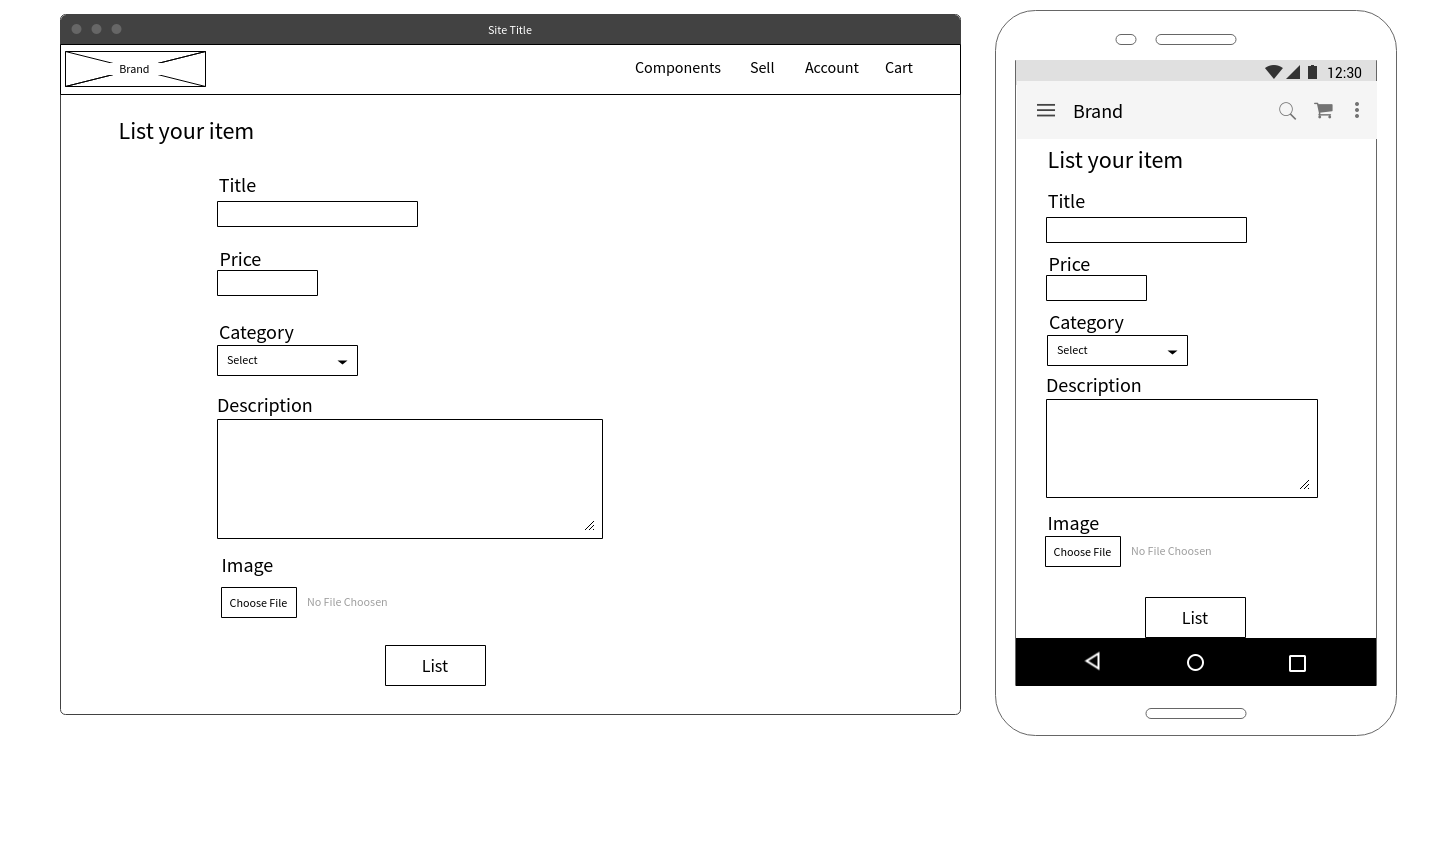 Site Title
Brand
Components Sell Account Cart
List your item
Title
Price
Category
Select
Description
Image
Choose File No File Choosen
List
12:30
Brand
List your item
Title
Price
Category
Select
Description
Image
Choose File No File Choosen
List